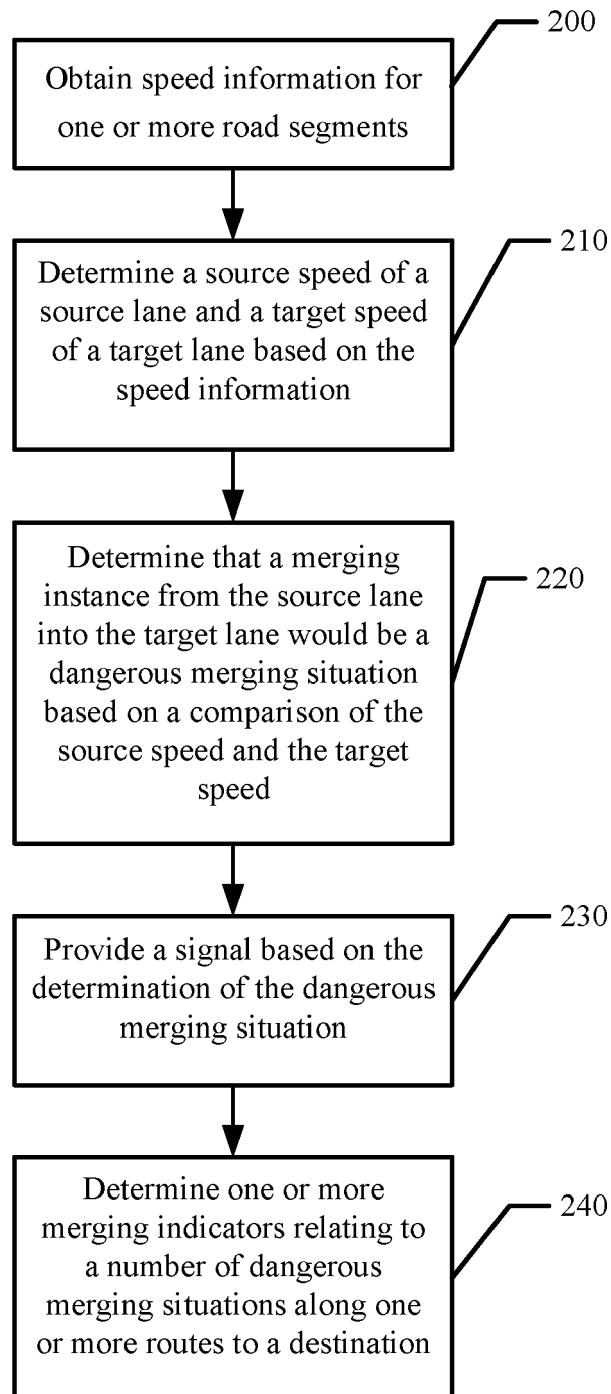 200
Obtain speed information for
one or more road segments
210
Determine a source speed of a
source lane and a target speed
of a target lane based on the
speed information
220
Determine that a merging
instance from the source lane
into the target lane would be a
dangerous merging situation
based on a comparison of the
source speed and the target
speed
230
Provide a signal based on the
determination of the dangerous
merging situation
240
Determine one or more
merging indicators relating to
a number of dangerous
merging situations along one
or more routes to a destination